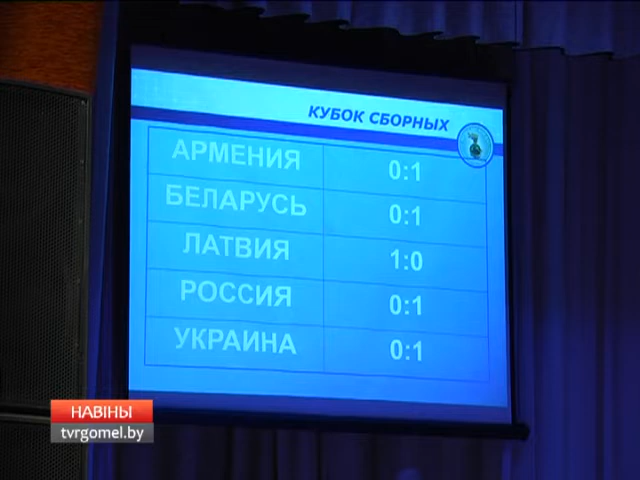 КУБОК СБОРНЫХ
АРМЕНИЯ 0:1
БЕЛАРУСЬ 0:1
ЛАТВИЯ 1:0
РОССИЯ 0:1
УКРАИНА 0:1
НАВІНЫ
tvrgomel.by